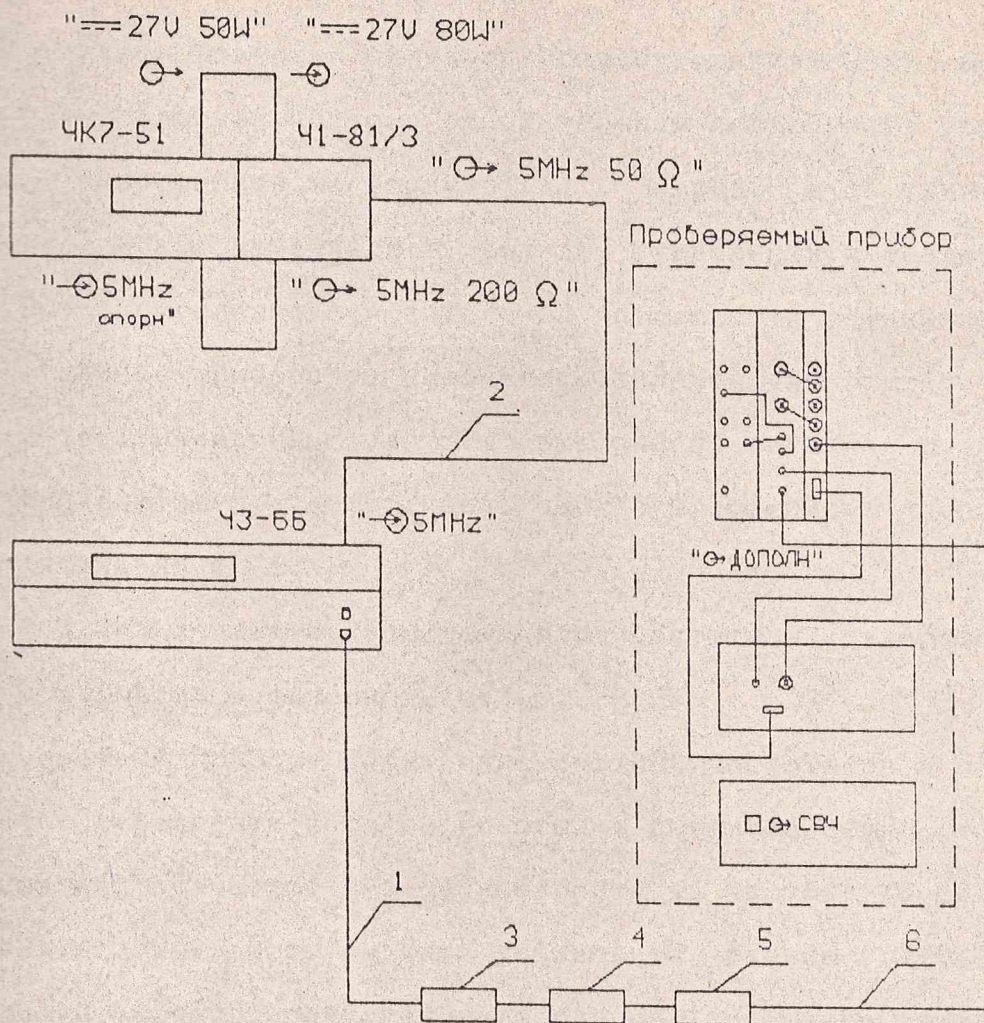 "⎓27V 50W" "⎓27V 80W"
ЧК7-51 Ч1-81/3
"5MHz 50 Ω"
"5MHz
опорн"
"5MHz 200 Ω"
Проверяемый прибор
2
ЧЗ-66
"5MHz"
"ДОПОЛН"
СВЧ
1
3 4 5 6